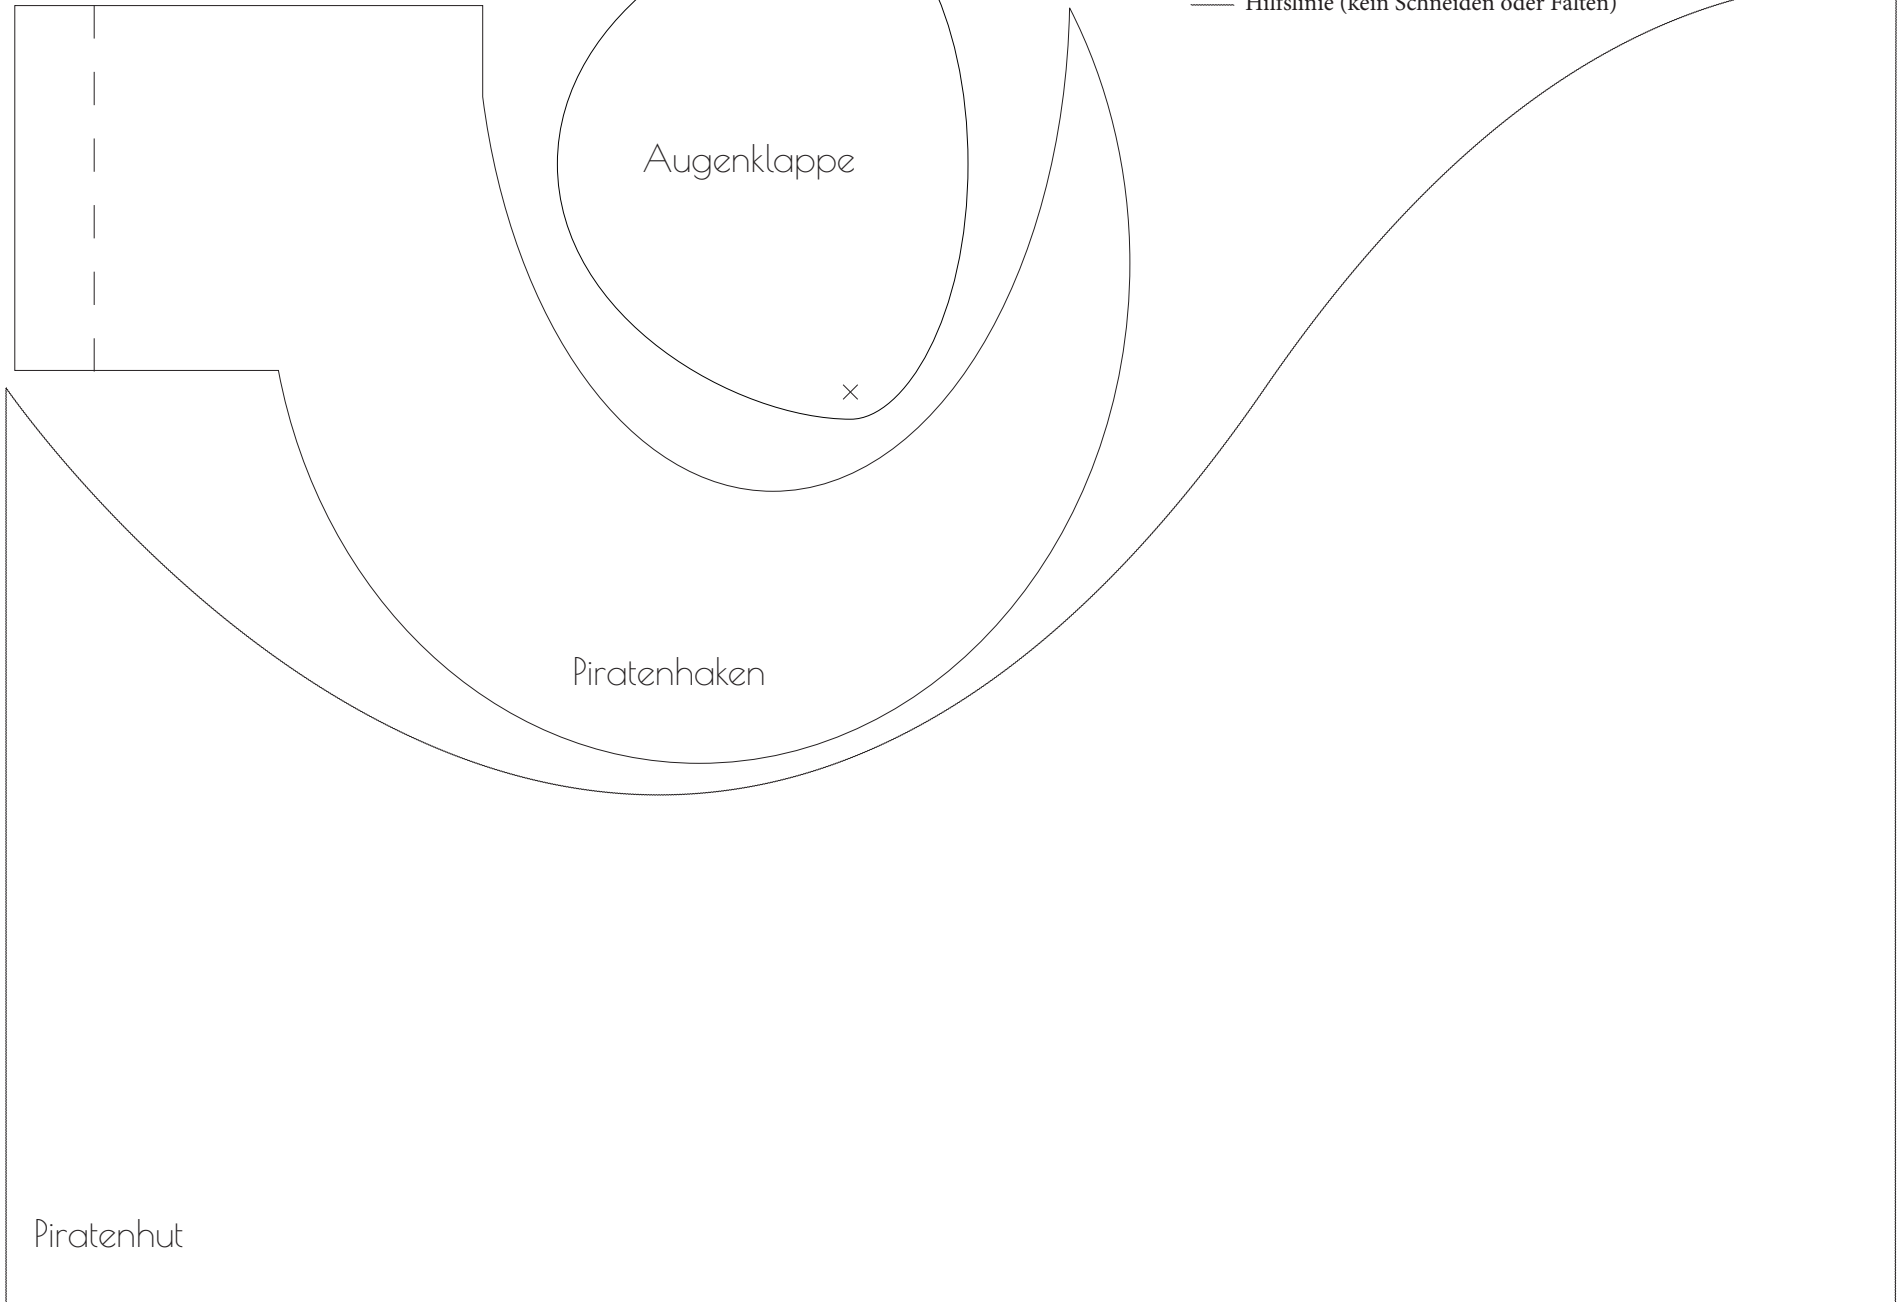 Hilfslinie (kein Schneiden oder Falten)
Augenklappe
Piratenhaken
Piratenhut